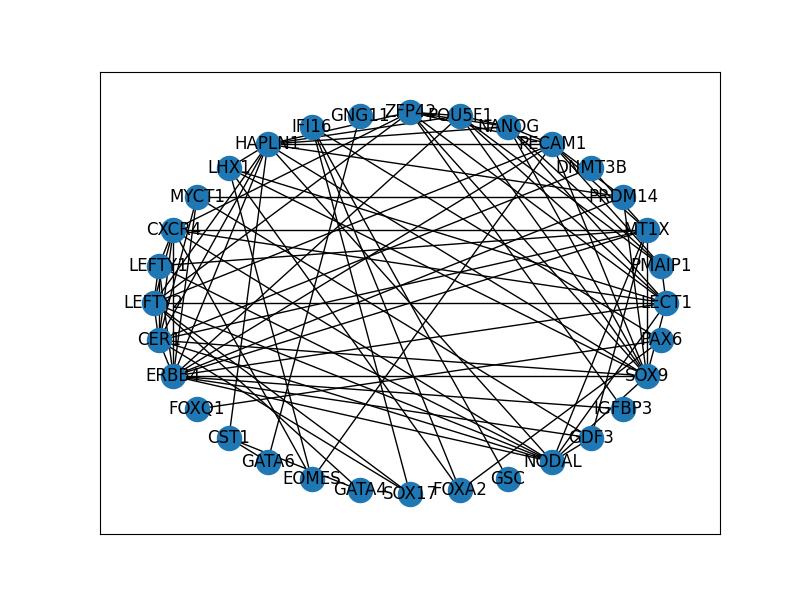 ZFP42
GNG11
POU5F1
IFI16
NANOG
HAPLN1
PECAM1
LHX1
DNMT3B
MYCT1
PRDM14
CXCR4
MT1X
LEFTY1
PMAIP1
LEFTY2
LECT1
CER1
PAX6
ERBB4
SOX9
FOXQ1
IGFBP3
CST1
GDF3
GATA6
NODAL
EOMES
GSC
GATA4
SOX17
FOXA2